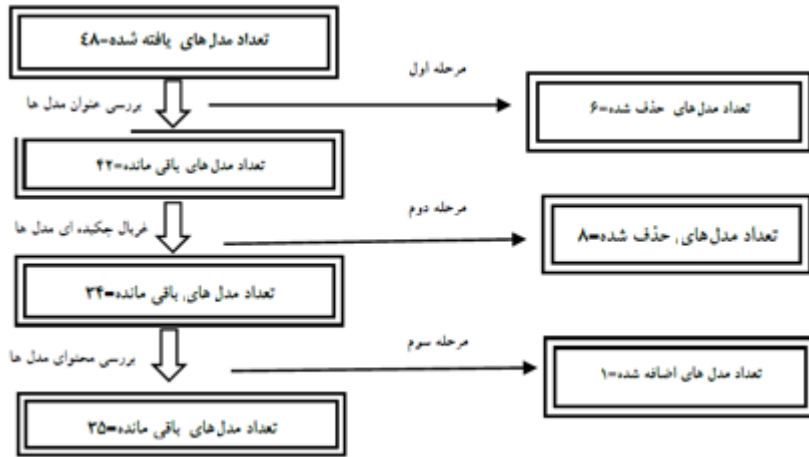 تعداد مدل‌های یافته شده=٤٨
مرحله اول
بررسی عنوان مدل ها
تعداد مدل‌های حذف شده=۶
تعداد مدل‌های باقی مانده=۴۲
مرحله دوم
غربال چکیده ای مدل ها
تعداد مدل‌های حذف شده=۸
تعداد مدل های باقی مانده=۳۴
مرحله سوم
بررسی محتوای مدل ها
تعداد مدل های اضافه شده=۱
تعداد مدل‌های باقی مانده=۳۵